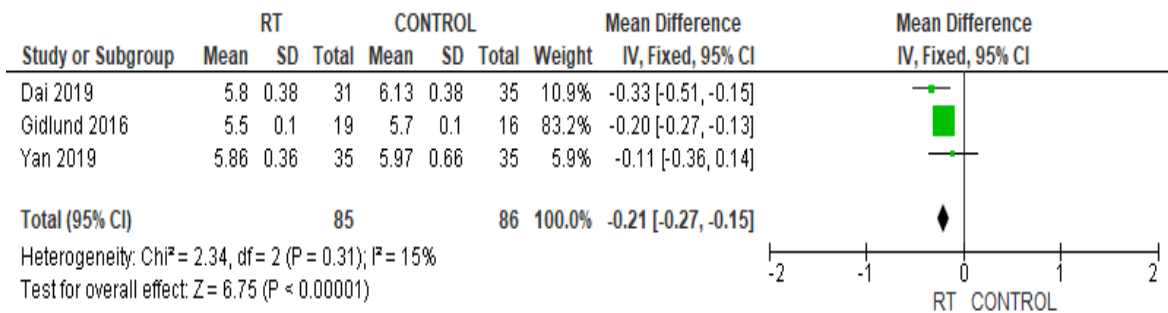 RT CONTROL Mean Difference Mean Difference
Study or Subgroup Mean SD Total Mean SD Total Weight IV, Fixed, 95% CI IV, Fixed, 95% CI
Dai 2019 5.8 0.38 31 6.13 0.38 35 10.9% -0.33 [-0.51, -0.15]
Gidlund 2016 5.5 0.1 19 5.7 0.1 16 83.2% -0.20 [-0.27, -0.13]
Yan 2019 5.86 0.36 35 5.97 0.66 35 5.9% -0.11 [-0.36, 0.14]
Total (95% CI) 85 86 100.0% -0.21 [-0.27, -0.15]
Heterogeneity: Chi² = 2.34, df = 2 (P = 0.31); I² = 15%
Test for overall effect: Z = 6.75 (P < 0.00001)
-2 -1 0 1 2
RT CONTROL